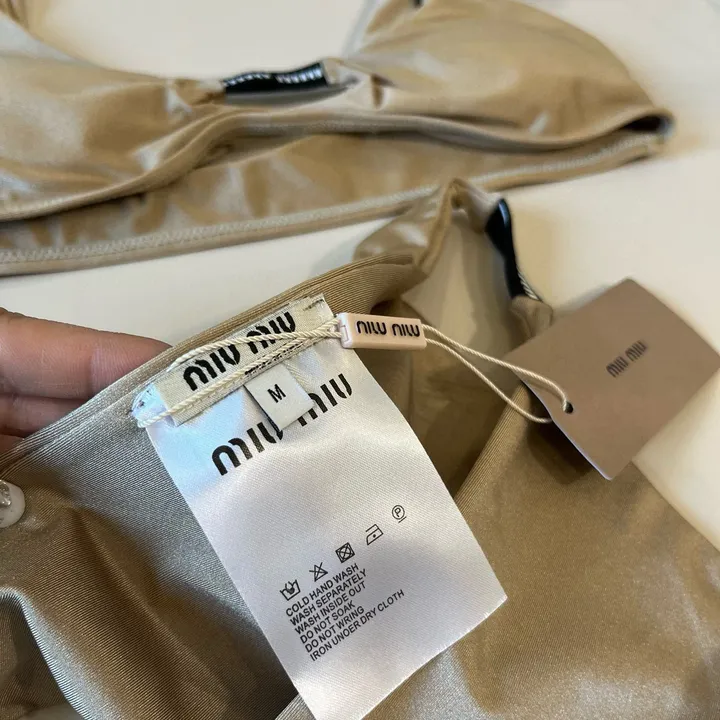 miu miu
miu miu
miu miu
M
miu miu
COLD HAND WASH
WASH SEPARATELY
WASH INSIDE OUT
DO NOT SOAK
DO NOT WRING
IRON UNDER DRY CLOTH